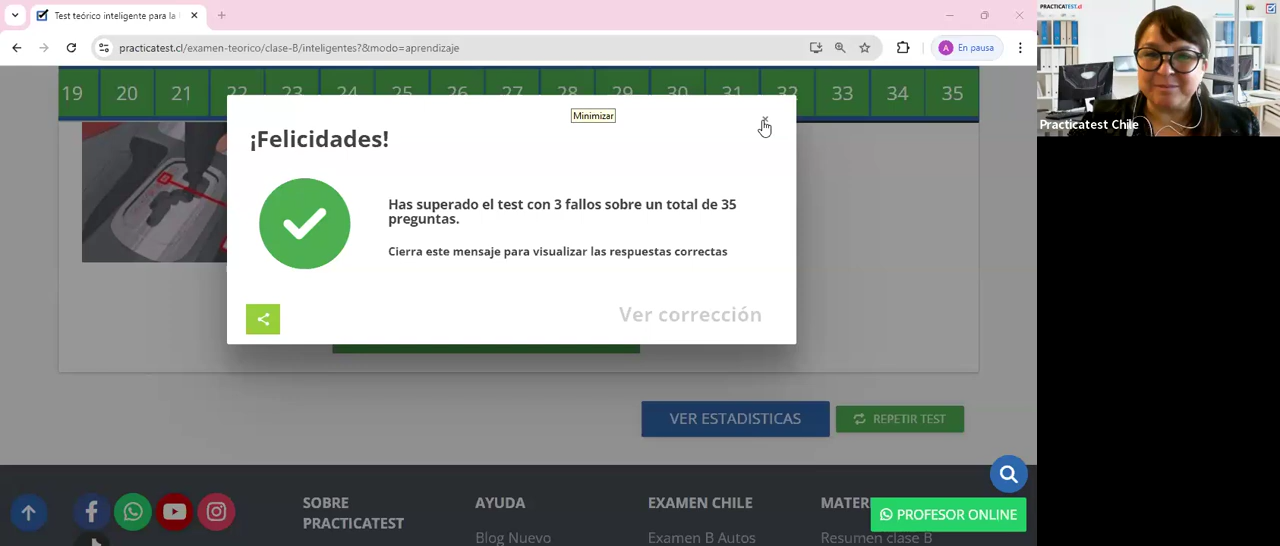 Test teórico inteligente para la
practicatest.cl/examen-teorico/clase-B/inteligentes?&modo=aprendizaje
A
En pausa
PRACTICATEST.cl
Practicatest Chile
19 20 21 22 23 24 25 26 27 28 29 30 31 32 33 34 35
Minimizar
¡Felicidades!
Has superado el test con 3 fallos sobre un total de 35
preguntas.
Cierra este mensaje para visualizar las respuestas correctas
Ver corrección
VER ESTADISTICAS
REPETIR TEST
SOBRE
PRACTICATEST
AYUDA
Blog Nuevo
EXAMEN CHILE
Examen B Autos
MATER
Resumen clase B
PROFESOR ONLINE